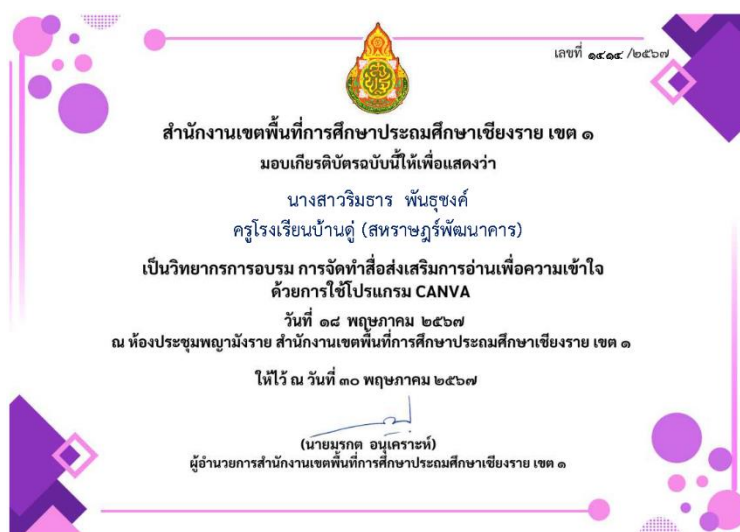 เลขที่ ๑๔๑๔ /๒๕๖๗
สำนักงานเขตพื้นที่การศึกษาประถมศึกษาเชียงราย เขต ๑
มอบเกียรติบัตรฉบับนี้ให้เพื่อแสดงว่า
นางสาวริมธาร พันธุชงค์
ครูโรงเรียนบ้านดู่ (สหราษฎร์พัฒนาคาร)
เป็นวิทยากรการอบรม การจัดทำสื่อส่งเสริมการอ่านเพื่อความเข้าใจ
ด้วยการใช้โปรแกรม CANVA
วันที่ ๑๘ พฤษภาคม ๒๕๖๗
ณ ห้องประชุมพญามังราย สำนักงานเขตพื้นที่การศึกษาประถมศึกษาเชียงราย เขต ๑
ให้ไว้ ณ วันที่ ๓๐ พฤษภาคม ๒๕๖๗
(นายมรกต อนุเคราะห์)
ผู้อำนวยการสำนักงานเขตพื้นที่การศึกษาประถมศึกษาเชียงราย เขต ๑